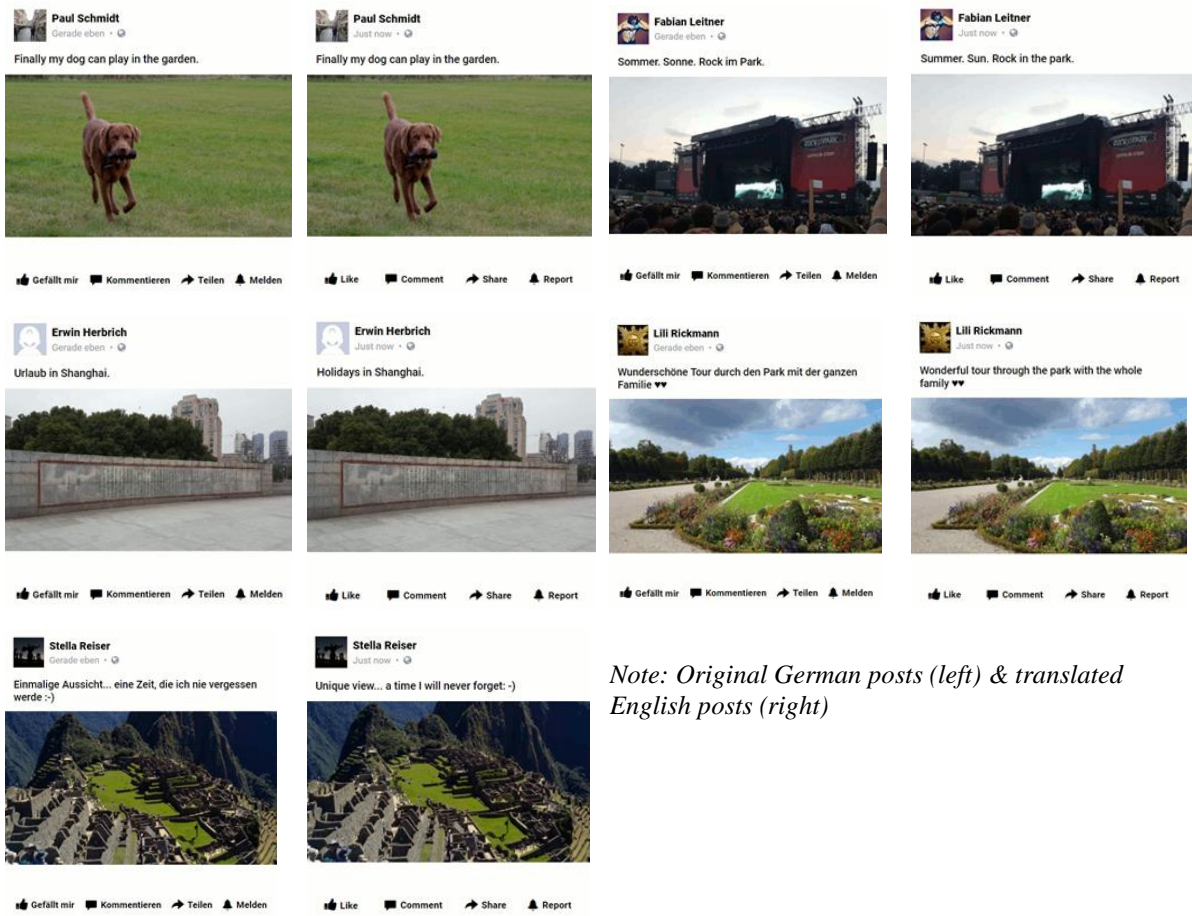 Paul Schmidt
Gerade eben •
Finally my dog can play in the garden.
Gefällt mir Kommentieren Teilen Melden
Paul Schmidt
Just now •
Finally my dog can play in the garden.
Like Comment Share Report
Fabian Leitner
Gerade eben •
Sommer. Sonne. Rock im Park.
Gefällt mir Kommentieren Teilen Melden
Fabian Leitner
Just now •
Summer. Sun. Rock in the park.
Like Comment Share Report
Erwin Herbrich
Gerade eben •
Urlaub in Shanghai.
Gefällt mir Kommentieren Teilen Melden
Erwin Herbrich
Just now •
Holidays in Shanghai.
Like Comment Share Report
Lili Rickmann
Gerade eben •
Wunderschöne Tour durch den Park mit der ganzen
Familie ♥♥
Gefällt mir Kommentieren Teilen Melden
Lili Rickmann
Just now •
Wonderful tour through the park with the whole
family ♥♥
Like Comment Share Report
Stella Reiser
Gerade eben •
Einmalige Aussicht... eine Zeit, die ich nie vergessen
werde :-)
Gefällt mir Kommentieren Teilen Melden
Stella Reiser
Just now •
Unique view... a time I will never forget: -)
Like Comment Share Report
Note: Original German posts (left) & translated
English posts (right)